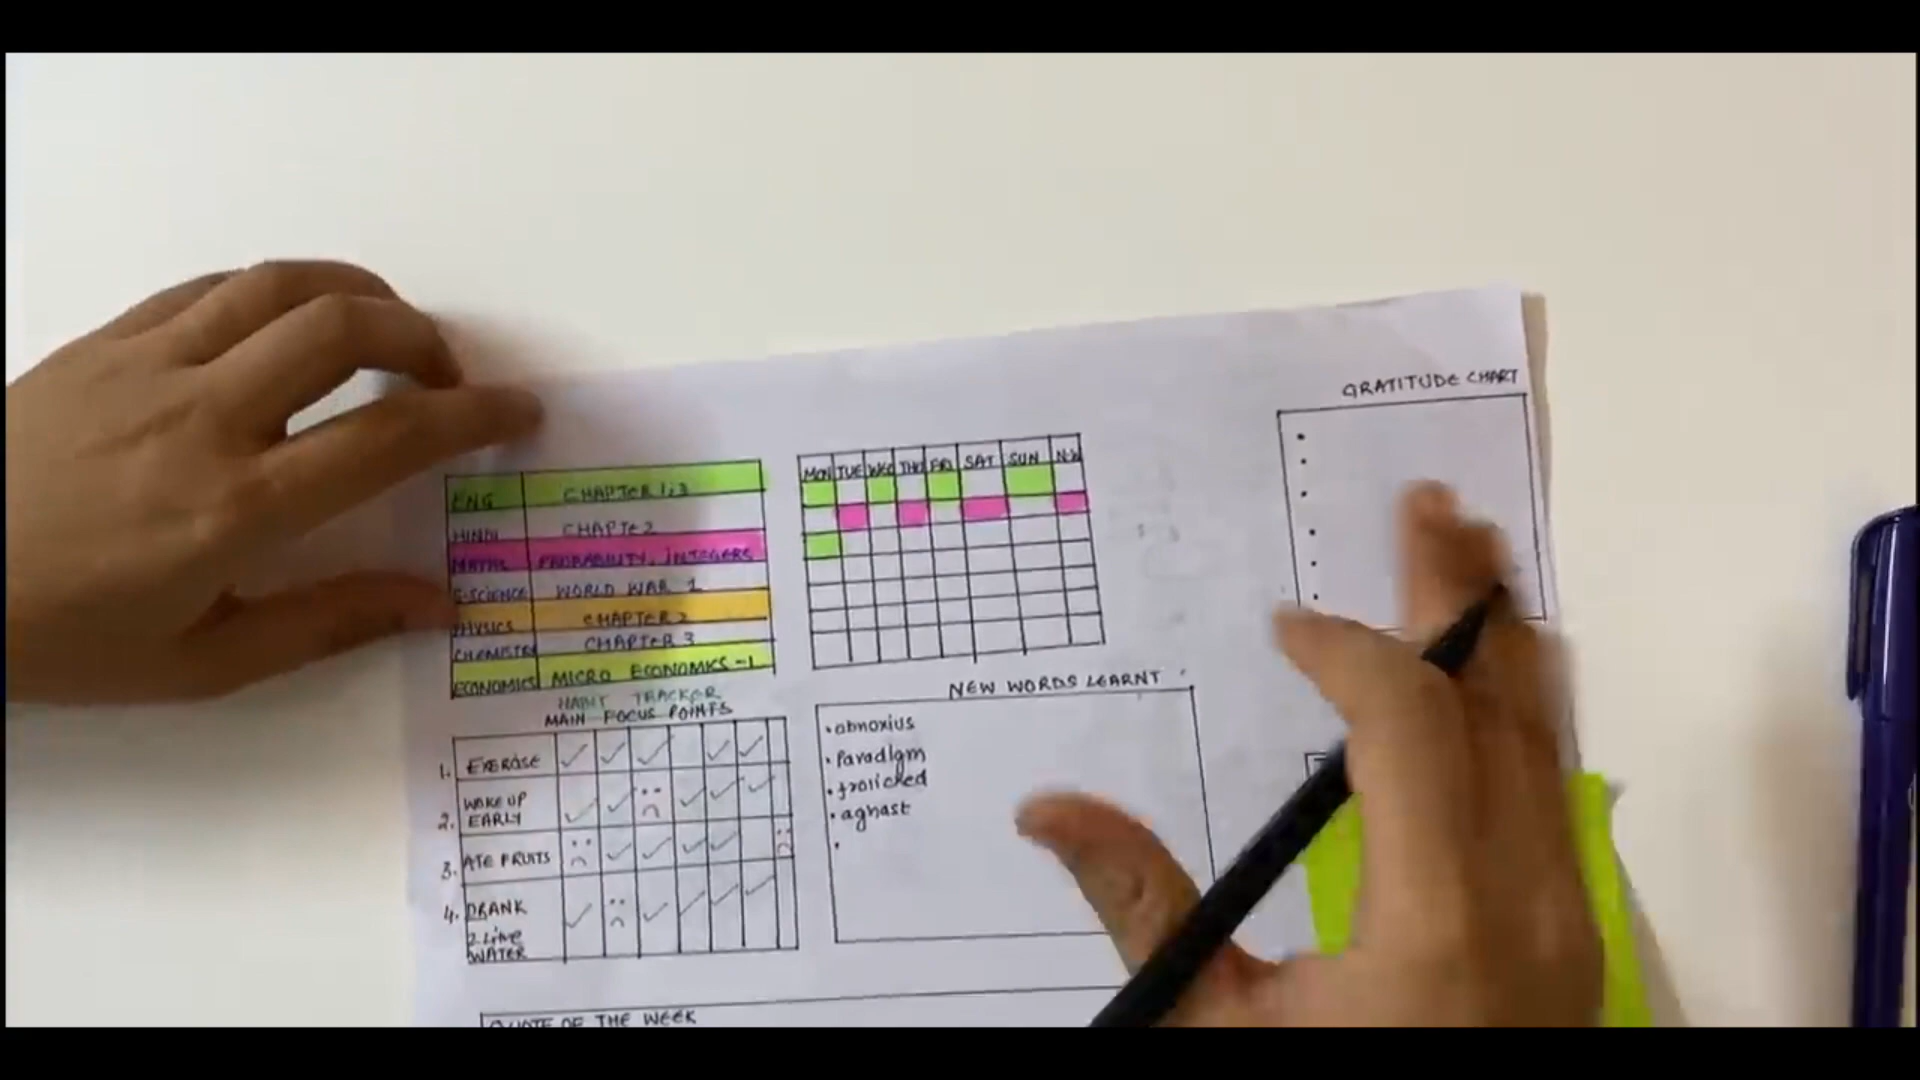 GRATITUDE CHART
MON TUE WED THU FRI SAT SUN N.W
ENG CHAPTER 1,3
HINDI CHAPTE 2
MATHS PROBABILITY, INTEGERS
S-SCIENCE WORLD WAR 1
PHYSICS CHAPTER 2
CHEMISTRY CHAPTER 3
ECONOMICS MICRO ECONOMICS-1
HABIT TRACKER
MAIN FOCUS POINTS
1. EXERCISE
2. WAKE UP
EARLY
3. ATE FRUITS
4. DRANK
2 Litre
WATER
NEW WORDS LEARNT
• obnoxius
• Paradigm
• frolicked
• aghast
QUOTE OF THE WEEK